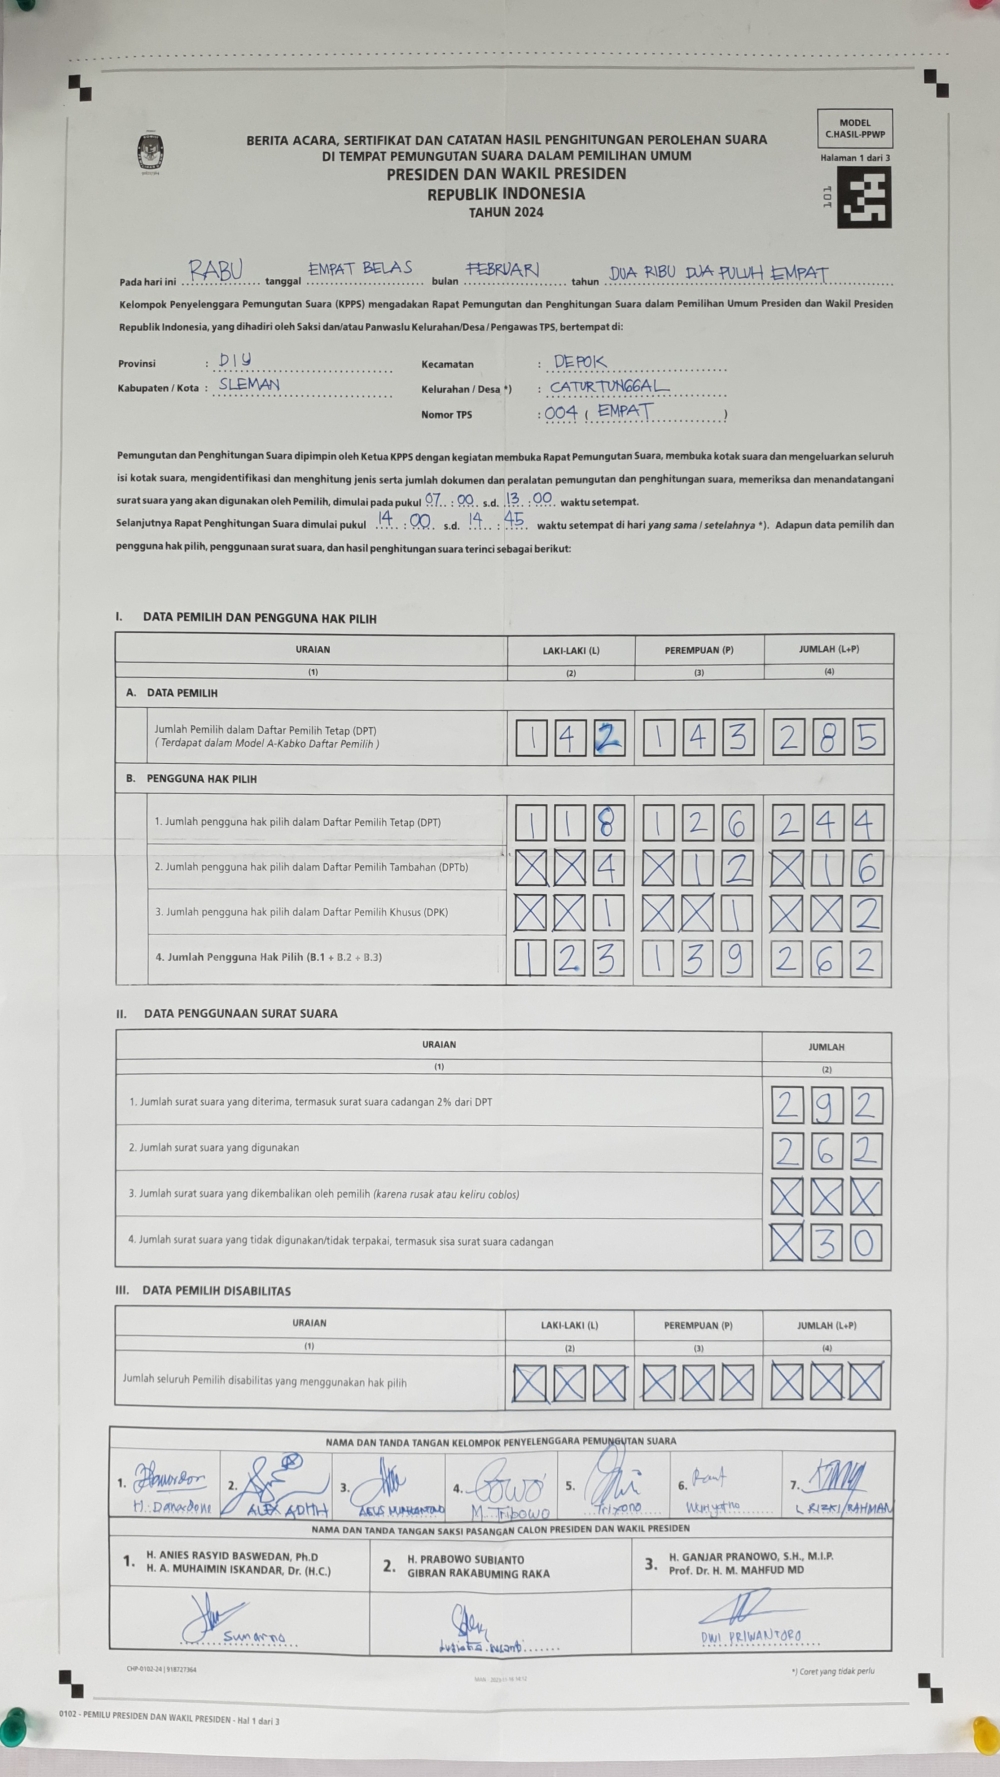 MODEL
C.HASIL-PPWP
Halaman 1 dari 3
101
BERITA ACARA, SERTIFIKAT DAN CATATAN HASIL PENGHITUNGAN PEROLEHAN SUARA
DI TEMPAT PEMUNGUTAN SUARA DALAM PEMILIHAN UMUM
PRESIDEN DAN WAKIL PRESIDEN
REPUBLIK INDONESIA
TAHUN 2024
Pada hari ini RABU tanggal EMPAT BELAS bulan FEBRUARI tahun DUA RIBU DUA PULUH EMPAT
Kelompok Penyelenggara Pemungutan Suara (KPPS) mengadakan Rapat Pemungutan dan Penghitungan Suara dalam Pemilihan Umum Presiden dan Wakil Presiden
Republik Indonesia, yang dihadiri oleh Saksi dan/atau Panwaslu Kelurahan/Desa/Pengawas TPS, bertempat di:
Provinsi : DIY Kecamatan : DEPOK
Kabupaten / Kota : SLEMAN Kelurahan / Desa *) : CATURTUNGGAL
Nomor TPS : 004 ( EMPAT )
Pemungutan dan Penghitungan Suara dipimpin oleh Ketua KPPS dengan kegiatan membuka Rapat Pemungutan Suara, membuka kotak suara dan mengeluarkan seluruh
isi kotak suara, mengidentifikasi dan menghitung jenis serta jumlah dokumen dan peralatan pemungutan dan penghitungan suara, memeriksa dan menandatangani
surat suara yang akan digunakan oleh Pemilih, dimulai pada pukul 07 : 00 s.d. 13 : 00 waktu setempat.
Selanjutnya Rapat Penghitungan Suara dimulai pukul 14 : 00 s.d. 14 : 45 waktu setempat di hari yang sama / setelahnya *). Adapun data pemilih dan
pengguna hak pilih, penggunaan surat suara, dan hasil penghitungan suara terinci sebagai berikut:
I. DATA PEMILIH DAN PENGGUNA HAK PILIH
URAIAN LAKI-LAKI (L) PEREMPUAN (P) JUMLAH (L+P)
(1) (2) (3) (4)
A. DATA PEMILIH
Jumlah Pemilih dalam Daftar Pemilih Tetap (DPT) 142 143 285
( Terdapat dalam Model A-Kabko Daftar Pemilih )
B. PENGGUNA HAK PILIH
1. Jumlah pengguna hak pilih dalam Daftar Pemilih Tetap (DPT) 118 126 244
2. Jumlah pengguna hak pilih dalam Daftar Pemilih Tambahan (DPTb) XX4 X12 X16
3. Jumlah pengguna hak pilih dalam Daftar Pemilih Khusus (DPK) XX1 XX1 XX2
4. Jumlah Pengguna Hak Pilih (B.1 + B.2 + B.3) 123 139 262
II. DATA PENGGUNAAN SURAT SUARA
URAIAN JUMLAH
(1) (2)
1. Jumlah surat suara yang diterima, termasuk surat suara cadangan 2% dari DPT 292
2. Jumlah surat suara yang digunakan 262
3. Jumlah surat suara yang dikembalikan oleh pemilih (karena rusak atau keliru coblos) XXX
4. Jumlah surat suara yang tidak digunakan/tidak terpakai, termasuk sisa surat suara cadangan X30
III. DATA PEMILIH DISABILITAS
URAIAN LAKI-LAKI (L) PEREMPUAN (P) JUMLAH (L+P)
(1) (2) (3) (4)
Jumlah seluruh Pemilih disabilitas yang menggunakan hak pilih XXX XXX XXX
NAMA DAN TANDA TANGAN KELOMPOK PENYELENGGARA PEMUNGUTAN SUARA
1. 2. 3. 4. 5. 6. 7.
H. Danardono ALEX ADHH M. Tribowo Trixono L RIZKI RAHMAN
NAMA DAN TANDA TANGAN SAKSI PASANGAN CALON PRESIDEN DAN WAKIL PRESIDEN
1. H. ANIES RASYID BASWEDAN, Ph.D
H. A. MUHAIMIN ISKANDAR, Dr. (H.C.)
2. H. PRABOWO SUBIANTO
GIBRAN RAKABUMING RAKA
3. H. GANJAR PRANOWO, S.H., M.I.P.
Prof. Dr. H. M. MAHFUD MD
Sunarno
DWI PRIWANTORO
CHP-0102-24 | 918727364
*) Coret yang tidak perlu
0102 - PEMILU PRESIDEN DAN WAKIL PRESIDEN - Hal 1 dari 3